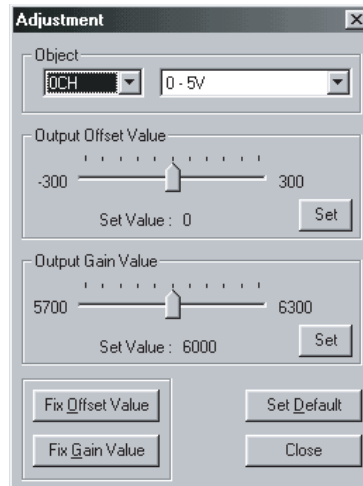 Adjustment
Object
0CH
0 - 5V
Output Offset Value
-300
300
Set Value : 0
Set
Output Gain Value
5700
6300
Set Value : 6000
Set
Fix Offset Value
Set Default
Fix Gain Value
Close